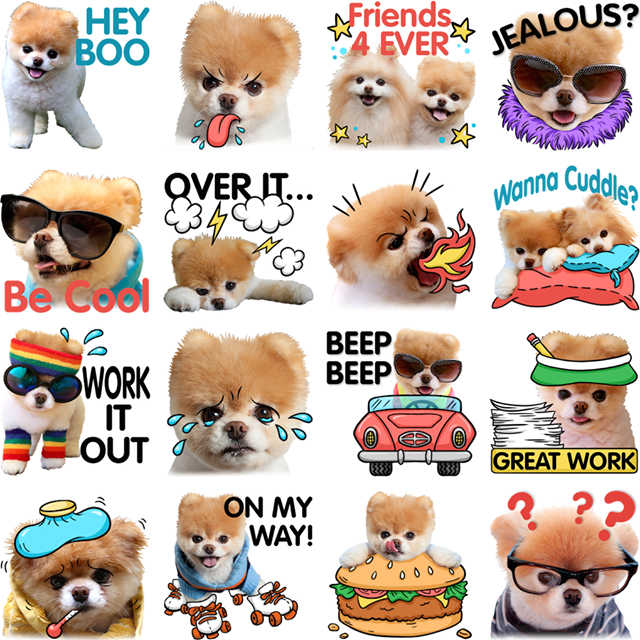 HEY
BOO
Friends
4 EVER
JEALOUS?
Be Cool
OVER IT...
Wanna Cuddle?
WORK
IT
OUT
BEEP
BEEP
GREAT WORK
ON MY
WAY!
? ? ?